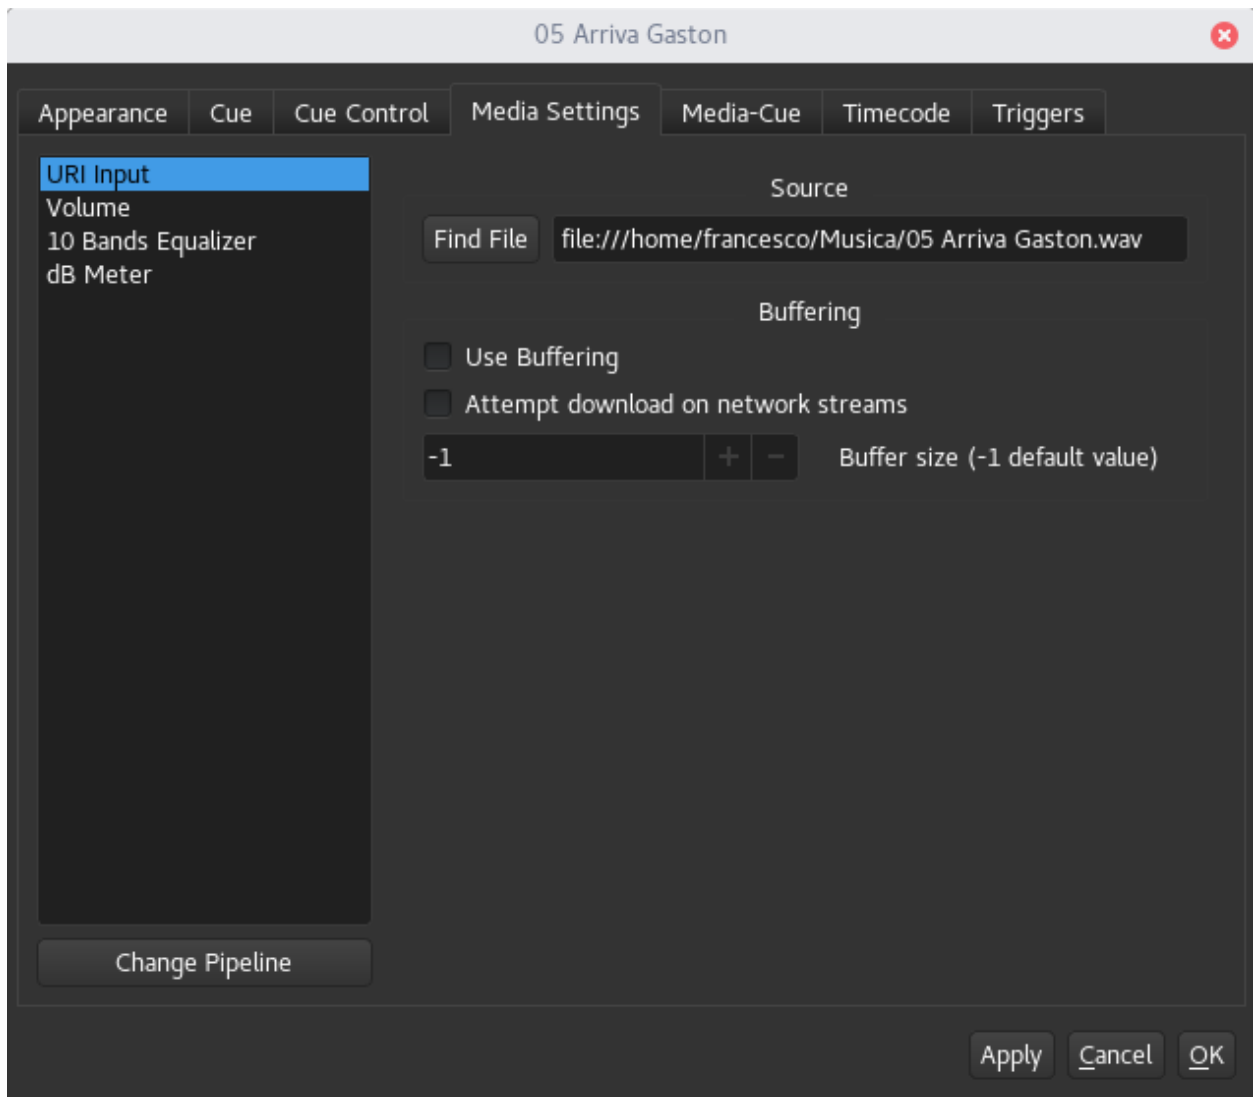 05 Arriva Gaston
Appearance Cue Cue Control Media Settings Media-Cue Timecode Triggers
URI Input
Volume
10 Bands Equalizer
dB Meter
Change Pipeline
Source
Find File file:///home/francesco/Musica/05 Arriva Gaston.wav
Buffering
Use Buffering
Attempt download on network streams
-1 + − Buffer size (-1 default value)
Apply Cancel OK